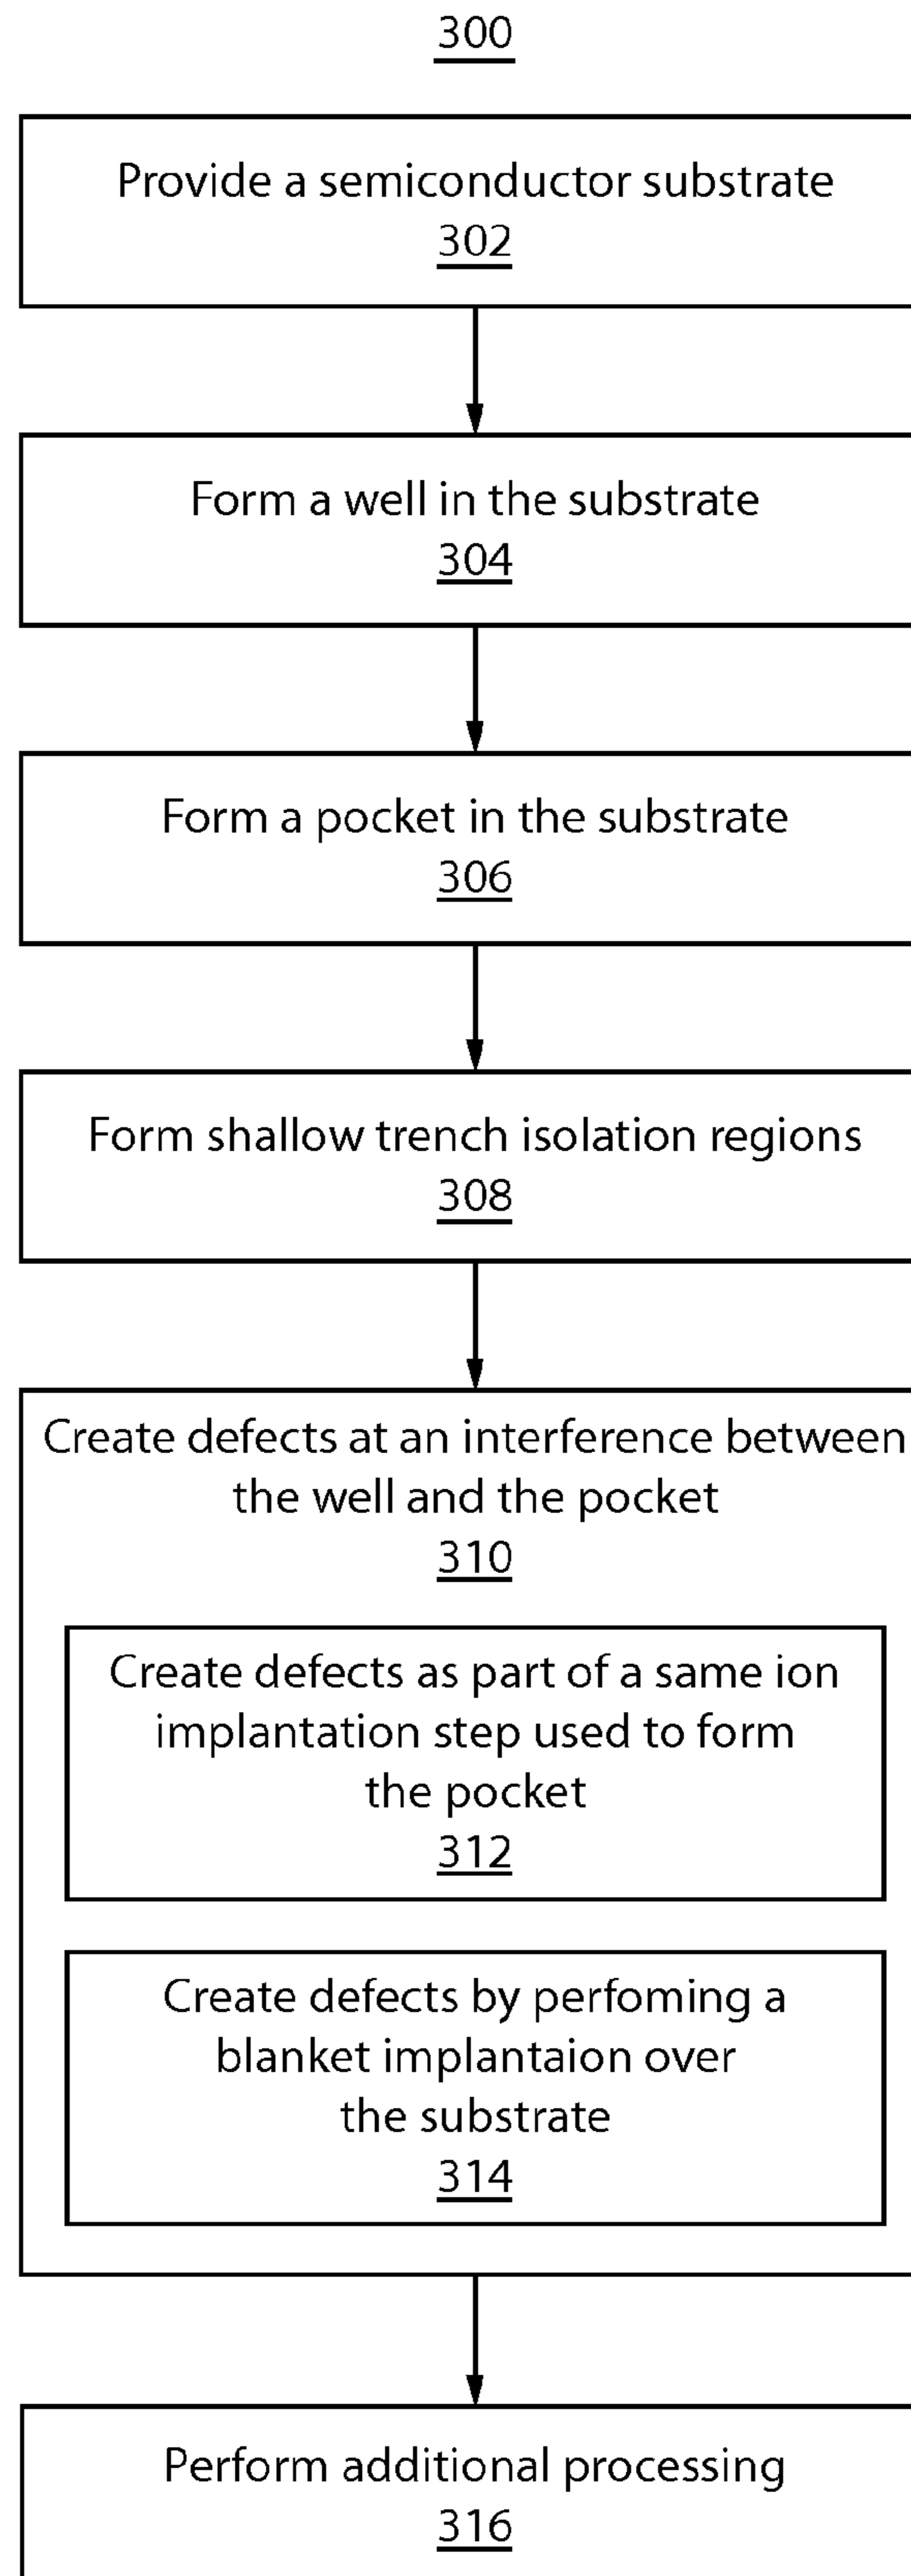 300
Provide a semiconductor substrate
302
Form a well in the substrate
304
Form a pocket in the substrate
306
Form shallow trench isolation regions
308
Create defects at an interference between
the well and the pocket
310
Create defects as part of a same ion
implantation step used to form
the pocket
312
Create defects by perfoming a
blanket implantaion over
the substrate
314
Perform additional processing
316